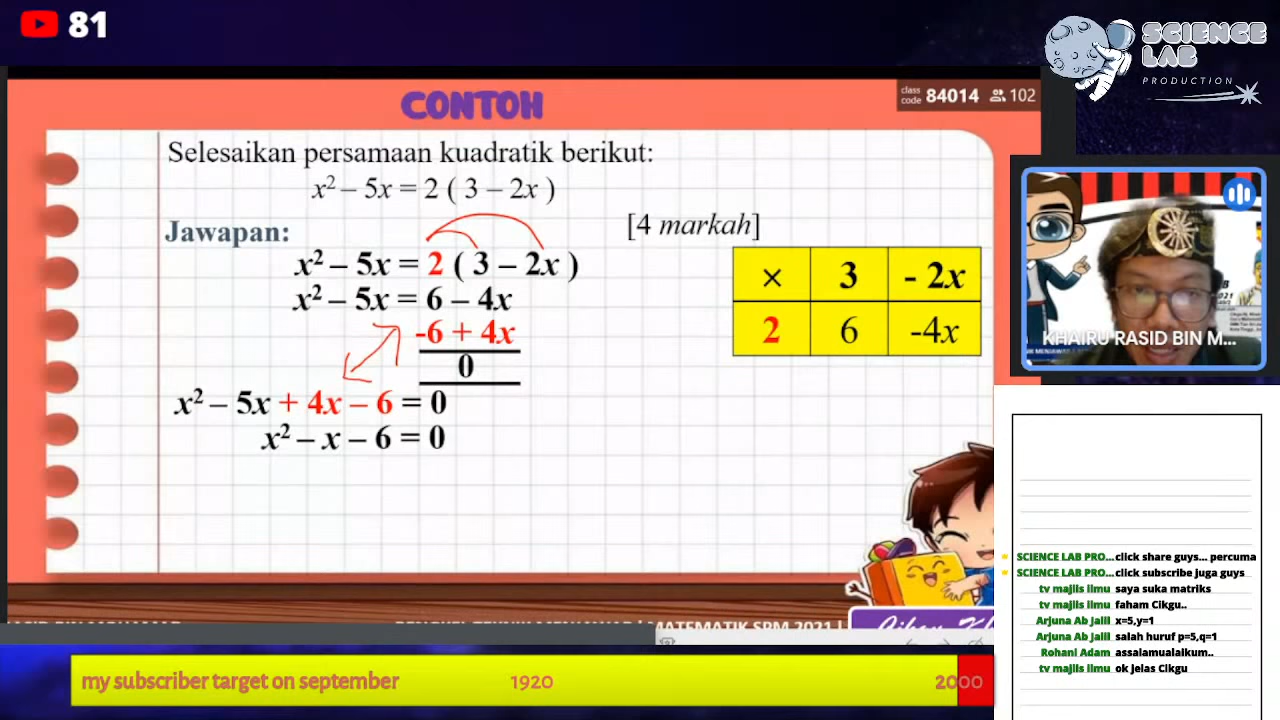 81
SCIENCE
LAB
PRODUCTION
CONTOH
class
code 84014 102
Selesaikan persamaan kuadratik berikut:
x² – 5x = 2 ( 3 – 2x )
[4 markah]
Jawapan:
x² – 5x = 2 ( 3 – 2x )
x² – 5x = 6 – 4x
-6 + 4x
0
x² – 5x + 4x – 6 = 0
x² – x – 6 = 0
× 3 - 2x
2 6 -4x
KHAIRU RASID BIN M...
SCIENCE LAB PRO... click share guys... percuma
SCIENCE LAB PRO... click subscribe juga guys
tv majlis ilmu saya suka matriks
tv majlis ilmu faham Cikgu..
Arjuna Ab Jalil x=5,y=1
Arjuna Ab Jalil salah huruf p=5,q=1
Rohani Adam assalamualaikum..
tv majlis ilmu ok jelas Cikgu
MATEMATIK SPM 2021 |
my subscriber target on september 1920 2000